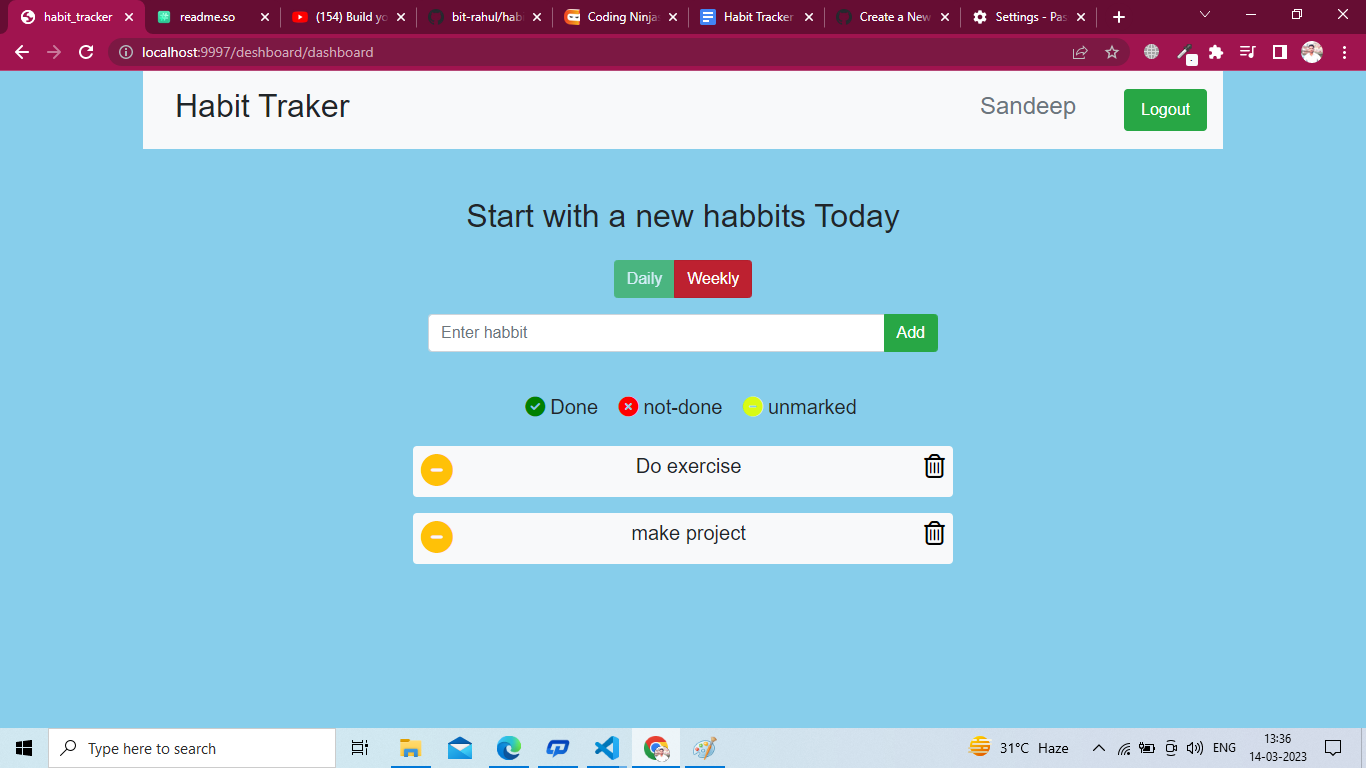 habit_tracker
readme.so
(154) Build yo
bit-rahul/hab
Coding Ninja
Habit Tracker
Create a New
Settings - Pas
localhost:9997/deshboard/dashboard
Habit Traker
Sandeep
Logout
Start with a new habbits Today
Daily
Weekly
Enter habbit
Add
Done
not-done
unmarked
Do exercise
make project
Type here to search
31°C Haze
ENG
13:36
14-03-2023